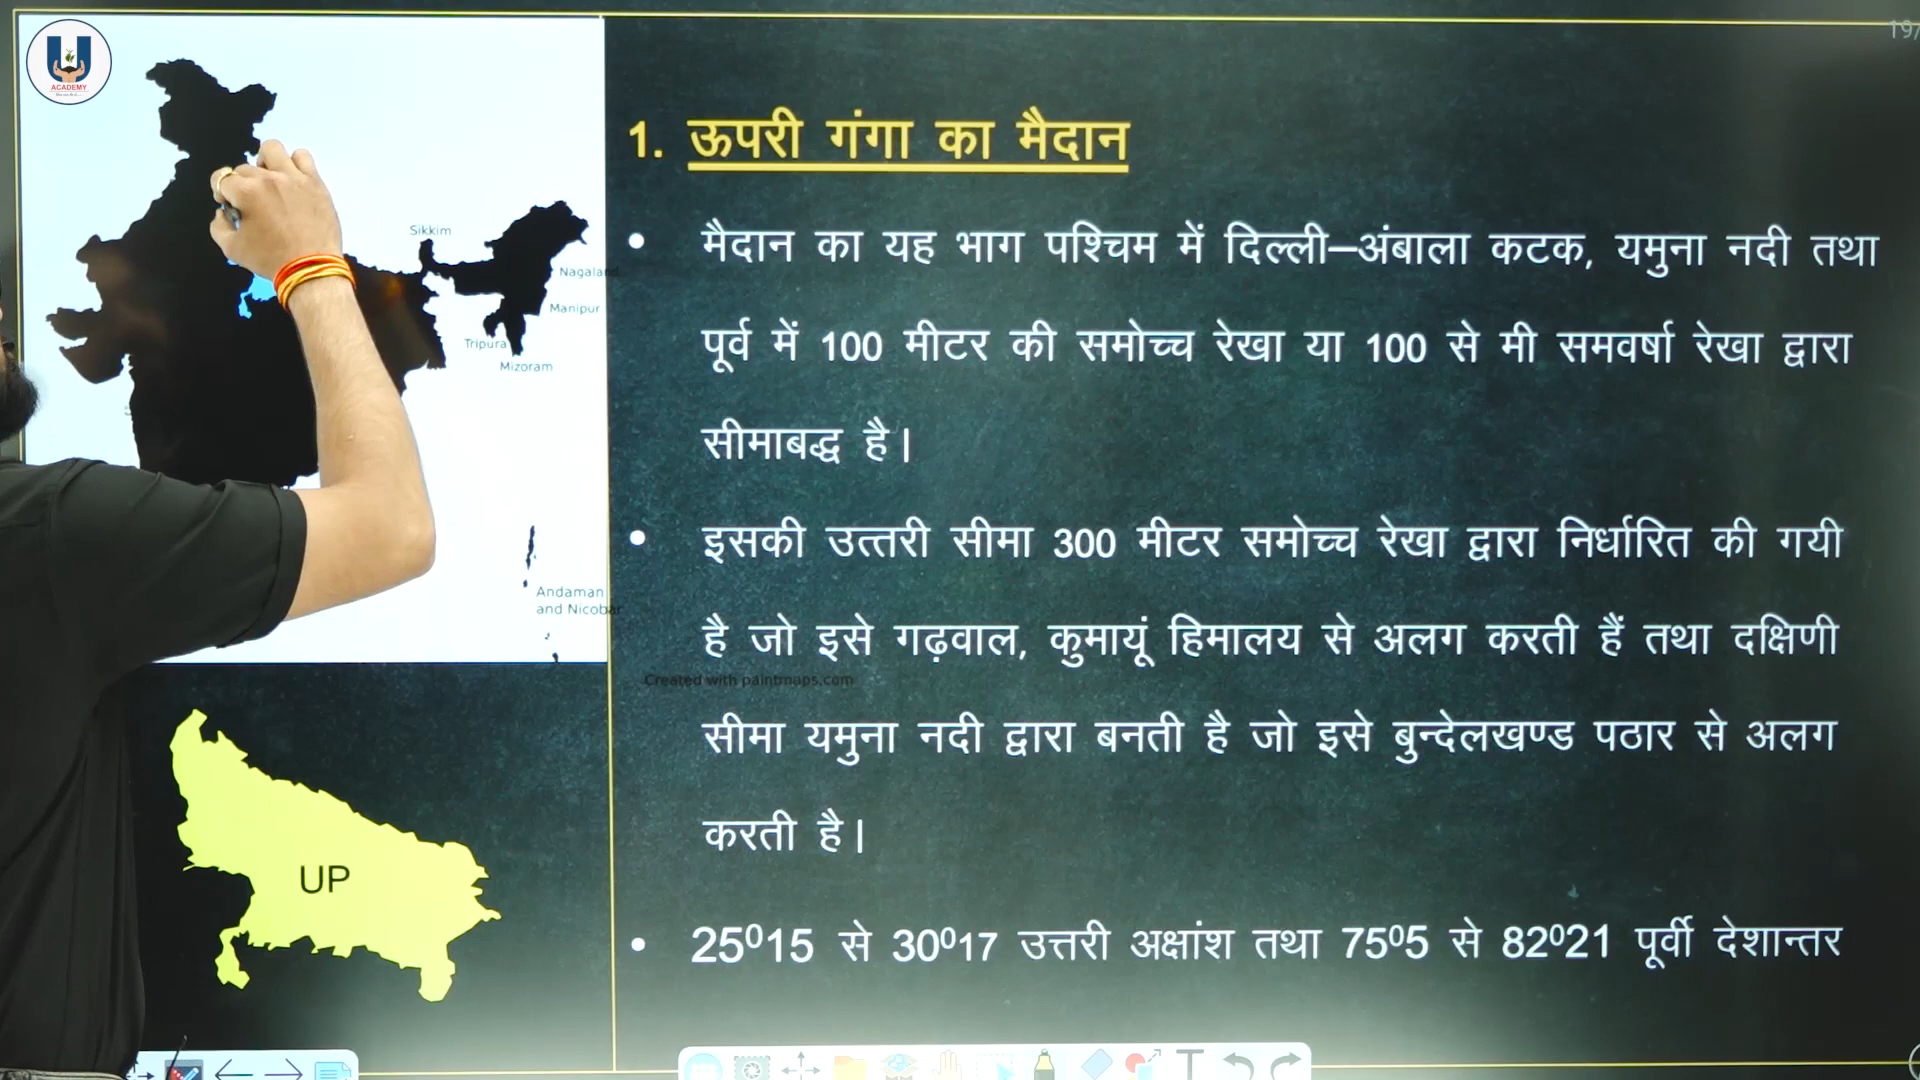 19/
U
ACADEMY
1. ऊपरी गंगा का मैदान
• मैदान का यह भाग पश्चिम में दिल्ली–अंबाला कटक, यमुना नदी तथा
पूर्व में 100 मीटर की समोच्च रेखा या 100 से मी समवर्षा रेखा द्वारा
सीमाबद्ध है।
• इसकी उत्तरी सीमा 300 मीटर समोच्च रेखा द्वारा निर्धारित की गयी
है जो इसे गढ़वाल, कुमायूं हिमालय से अलग करती हैं तथा दक्षिणी
सीमा यमुना नदी द्वारा बनती है जो इसे बुन्देलखण्ड पठार से अलग
करती है।
• 25⁰15 से 30⁰17 उत्तरी अक्षांश तथा 75⁰5 से 82⁰21 पूर्वी देशान्तर
Sikkim
Nagaland
Manipur
Tripura
Mizoram
Andaman
and Nicobar
Created with paintmaps.com
UP
T